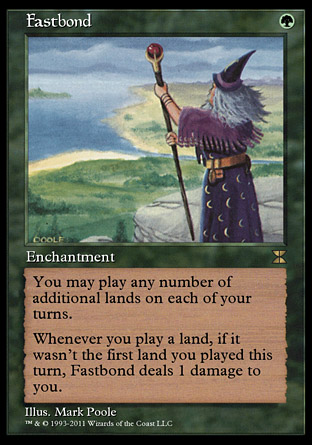 Fastbond
DOOLE
Enchantment
You may play any number of
additional lands on each of your
turns.
Whenever you play a land, if it
wasn't the first land you played this
turn, Fastbond deals 1 damage to
you.
Illus. Mark Poole
™ & © 1993-2011 Wizards of the Coast LLC